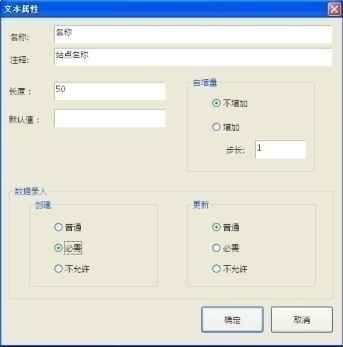 文本属性
名称: 名称
注释: 站点名称
长度： 50
默认值：
自增量
不增加
增加
步长: 1
数据录入
创建
普通
必需
不允许
更新
普通
必需
不允许
确定
取消